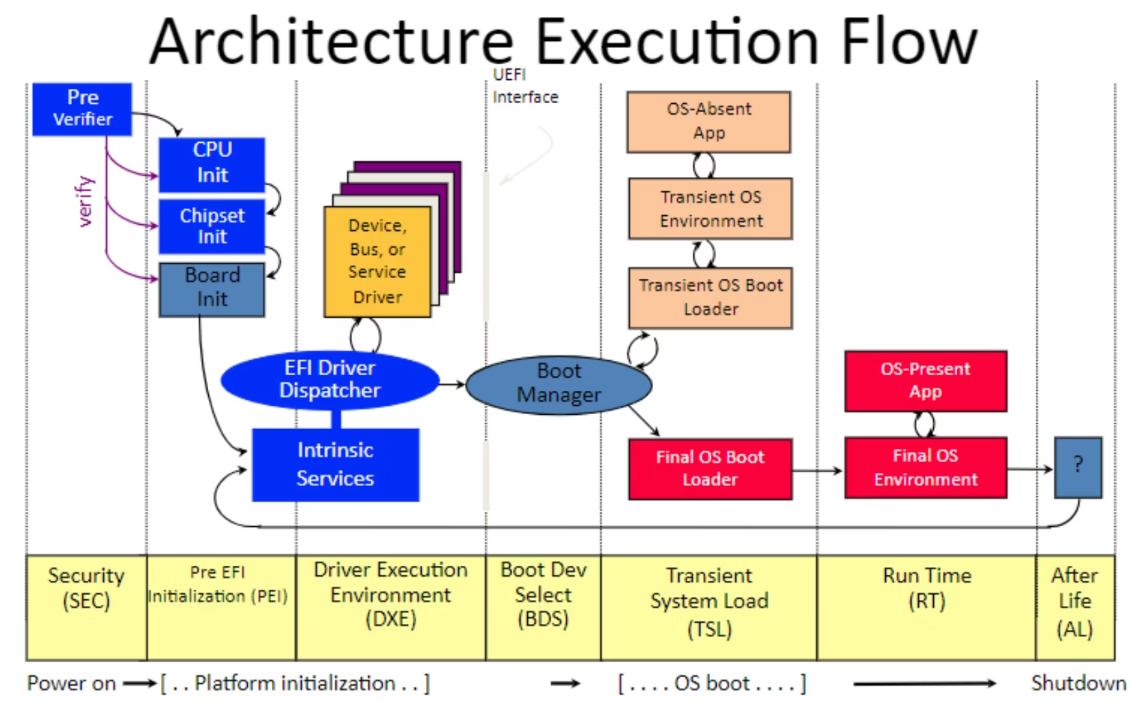 Architecture Execution Flow
UEFI
Interface
Pre
Verifier
verify
CPU
Init
Chipset
Init
Board
Init
Device,
Bus, or
Service
Driver
EFI Driver
Dispatcher
Intrinsic
Services
Boot
Manager
OS-Absent
App
Transient OS
Environment
Transient OS Boot
Loader
Final OS Boot
Loader
OS-Present
App
Final OS
Environment
?
Security
(SEC)
Pre EFI
Initialization (PEI)
Driver Execution
Environment
(DXE)
Boot Dev
Select
(BDS)
Transient
System Load
(TSL)
Run Time
(RT)
After
Life
(AL)
Power on [ . . Platform initialization . . ] [ . . . . OS boot . . . . ] Shutdown